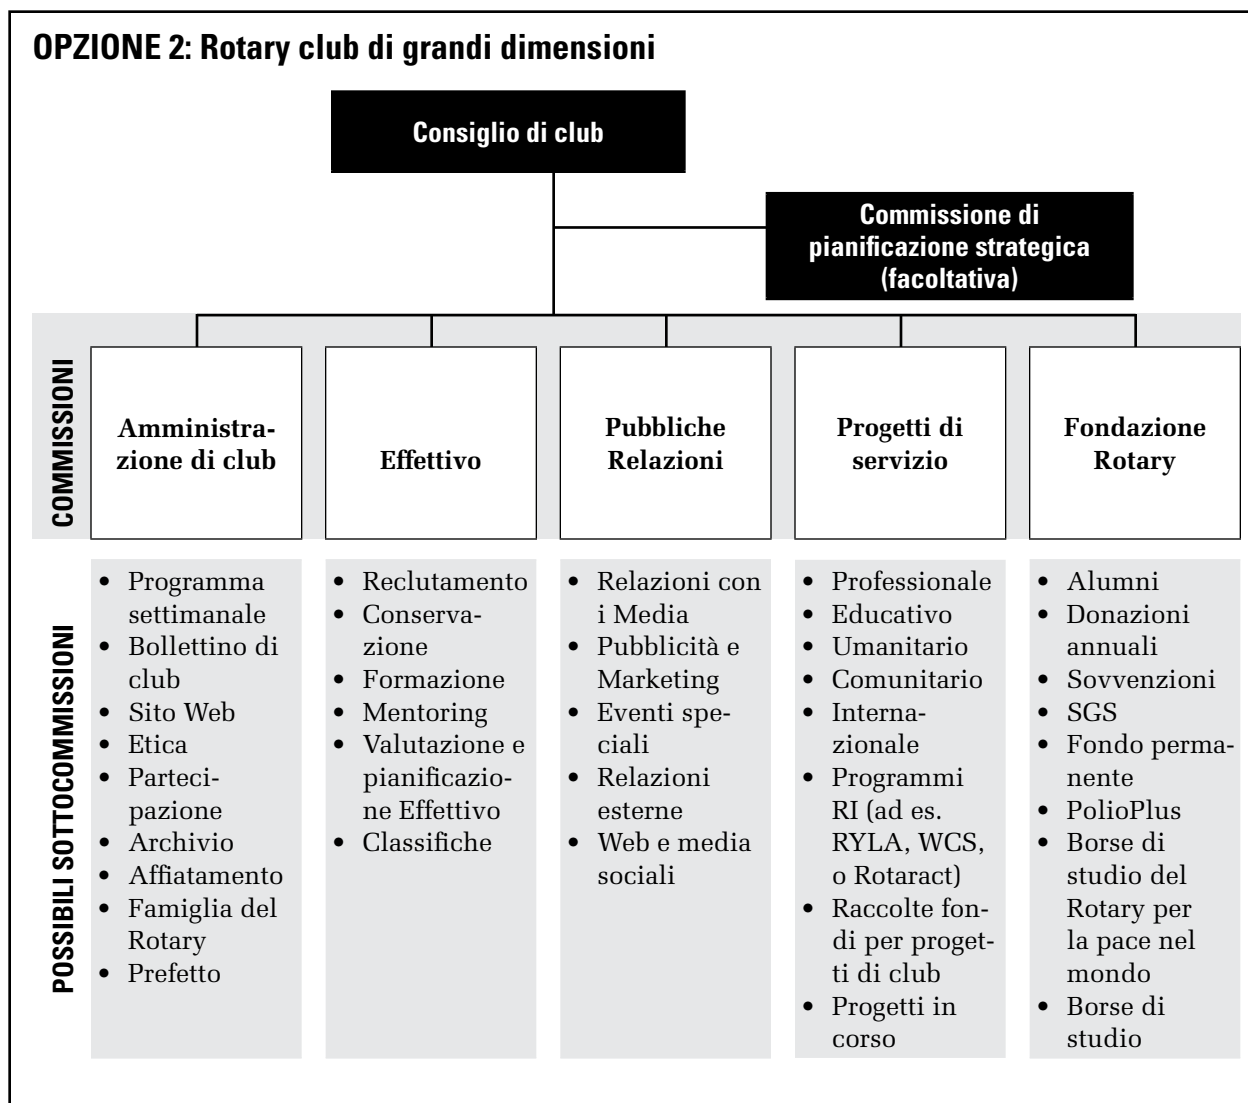 OPZIONE 2: Rotary club di grandi dimensioni
Consiglio di club
Commissione di
pianificazione strategica
(facoltativa)
COMMISSIONI
Amministra-
zione di club
Effettivo
Pubbliche
Relazioni
Progetti di
servizio
Fondazione
Rotary
POSSIBILI SOTTOCOMMISSIONI
• Programma
settimanale
• Bollettino di
club
• Sito Web
• Etica
• Parteci-
pazione
• Archivio
• Affiatamento
• Famiglia del
Rotary
• Prefetto
• Reclutamento
• Conserva-
zione
• Formazione
• Mentoring
• Valutazione e
pianificazio-
ne Effettivo
• Classifiche
• Relazioni con
i Media
• Pubblicità e
Marketing
• Eventi spe-
ciali
• Relazioni
esterne
• Web e media
sociali
• Professionale
• Educativo
• Umanitario
• Comunitario
• Interna-
zionale
• Programmi
RI (ad es.
RYLA, WCS,
o Rotaract)
• Raccolte fon-
di per proget-
ti di club
• Progetti in
corso
• Alumni
• Donazioni
annuali
• Sovvenzioni
• SGS
• Fondo perma-
nente
• PolioPlus
• Borse di
studio del
Rotary per
la pace nel
mondo
• Borse di
studio